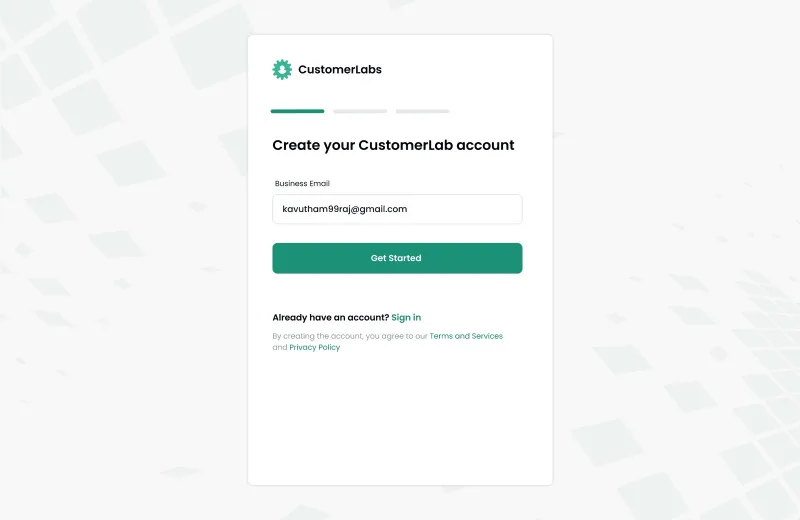 CustomerLabs
Create your CustomerLab account
Business Email
kavutham99raj@gmail.com
Get Started
Already have an account? Sign in
By creating the account, you agree to our Terms and Services
and Privacy Policy